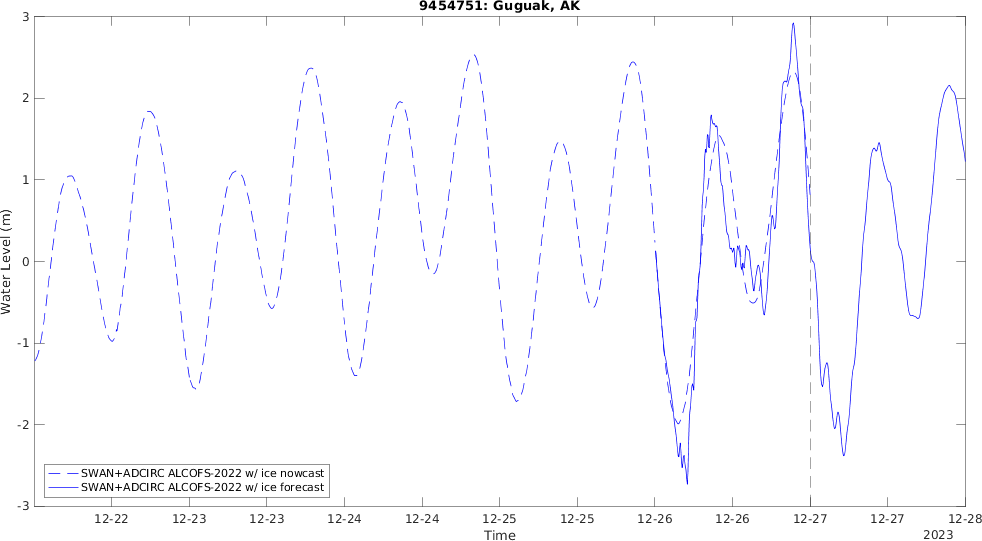 9454751: Guguak, AK
3
2
1
0
-1
-2
-3
Water Level (m)
SWAN+ADCIRC ALCOFS-2022 w/ ice nowcast
SWAN+ADCIRC ALCOFS-2022 w/ ice forecast
12-22 12-23 12-23 12-24 12-24 12-25 12-25 12-26 12-26 12-27 12-27 12-28
Time
2023